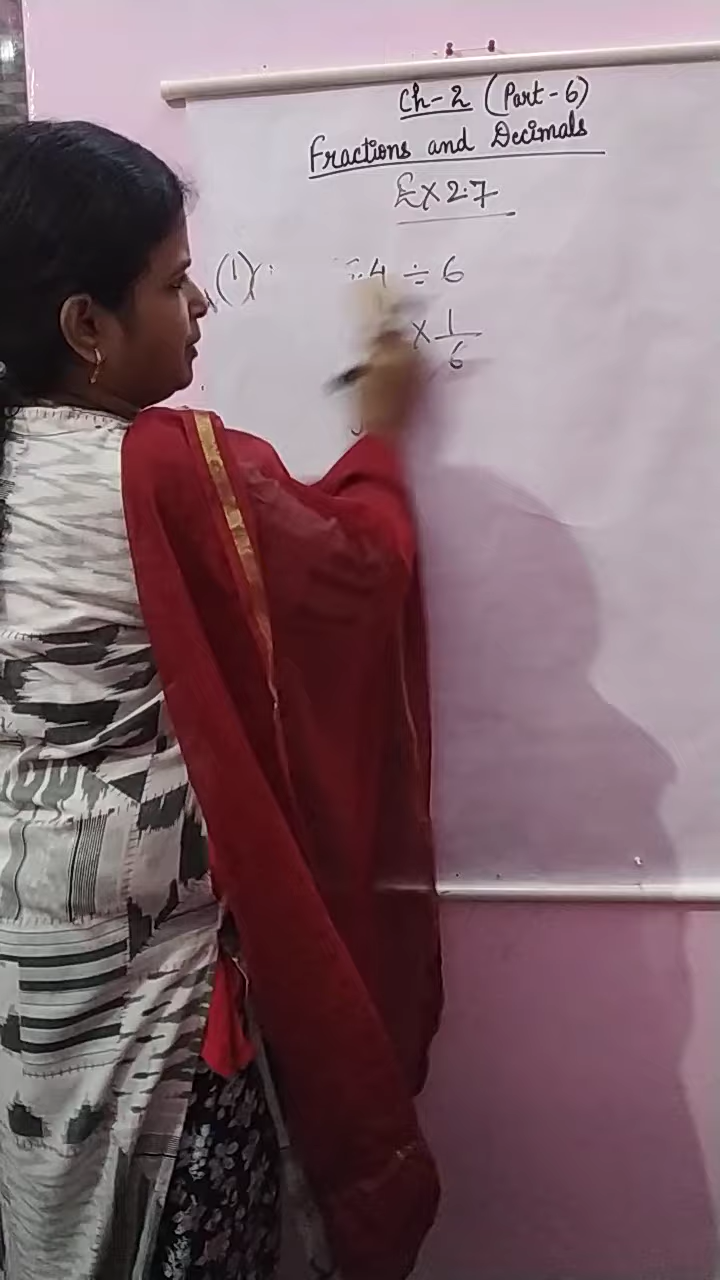 Ch-2 (Part-6)
Fractions and Decimals
Ex 2.7
(1) .4 ÷ 6
× 1/6